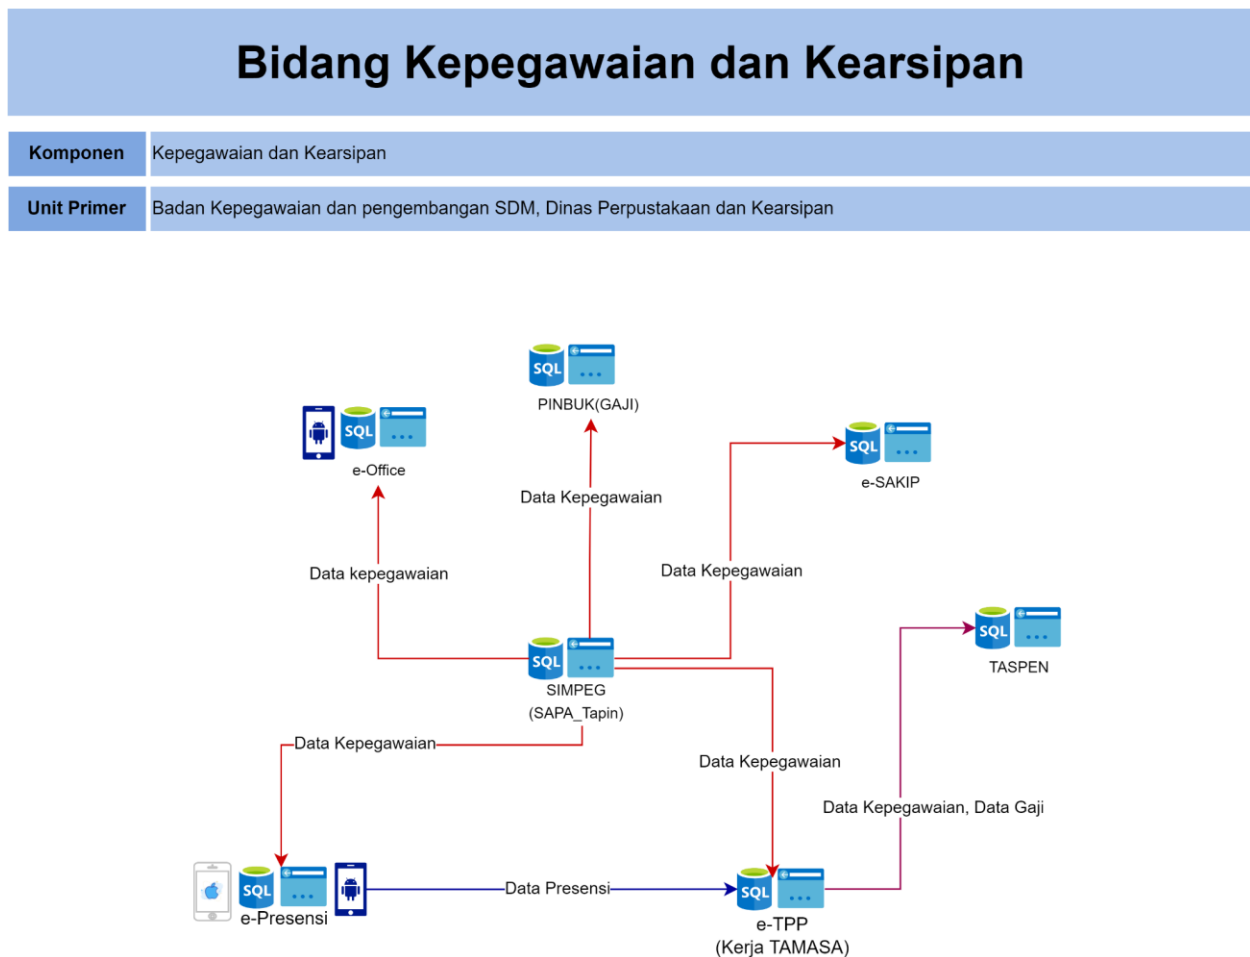 Bidang Kepegawaian dan Kearsipan
Komponen
Kepegawaian dan Kearsipan
Unit Primer
Badan Kepegawaian dan pengembangan SDM, Dinas Perpustakaan dan Kearsipan
SQL
PINBUK(GAJI)
SQL
e-Office
SQL
e-SAKIP
Data Kepegawaian
Data kepegawaian
Data Kepegawaian
SQL
TASPEN
SQL
SIMPEG
(SAPA_Tapin)
Data Kepegawaian
Data Kepegawaian
Data Kepegawaian, Data Gaji
SQL
e-Presensi
Data Presensi
SQL
e-TPP
(Kerja TAMASA)